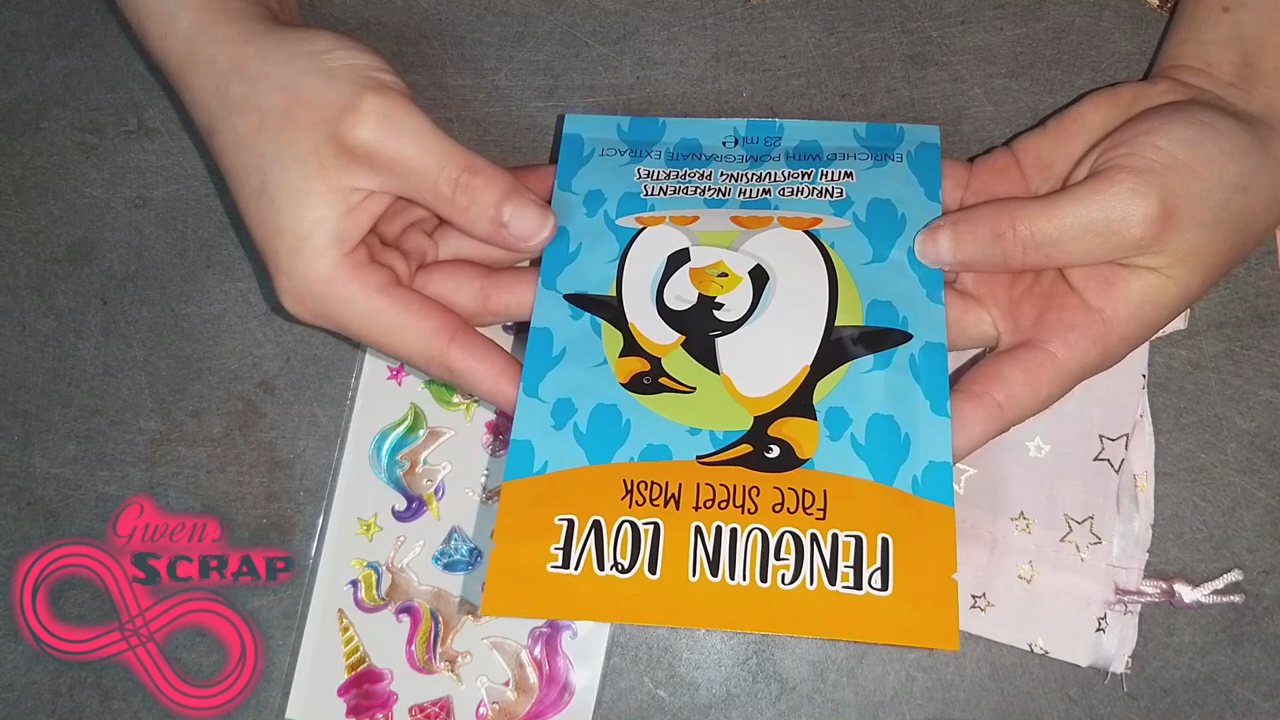 PENGUIN LOVE
Face Sheet Mask
ENRICHED WITH INGREDIENTS
WITH MOISTURISING PROPERTIES
ENRICHED WITH POMEGRANATE EXTRACT
23 ml e
Gwen's
SCRAP